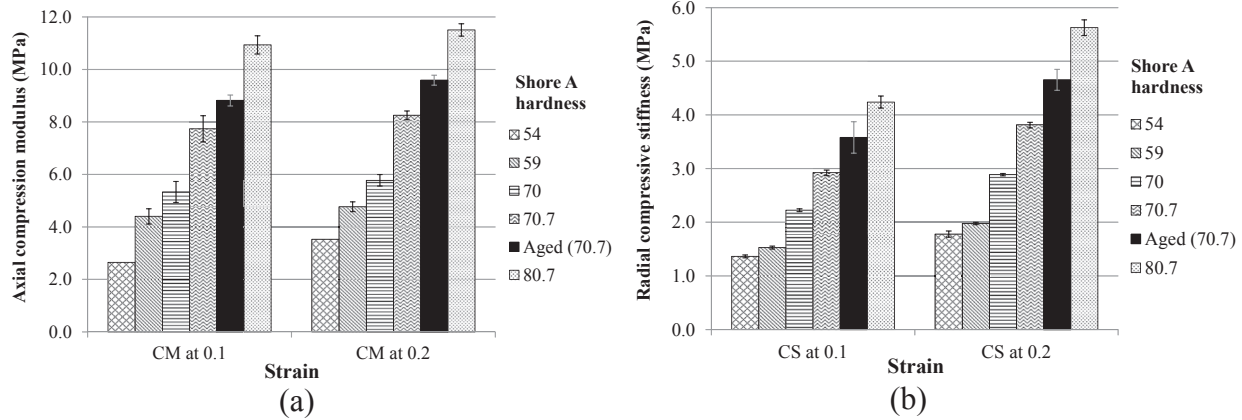 12.0
10.0
8.0
6.0
4.0
2.0
0.0
Axial compression modulus (MPa)
CM at 0.1
CM at 0.2
Strain
Shore A
hardness
54
59
70
70.7
Aged (70.7)
80.7
(a)
6.0
5.0
4.0
3.0
2.0
1.0
0.0
Radial compressive stiffness (MPa)
CS at 0.1
CS at 0.2
Strain
Shore A
hardness
54
59
70
70.7
Aged (70.7)
80.7
(b)